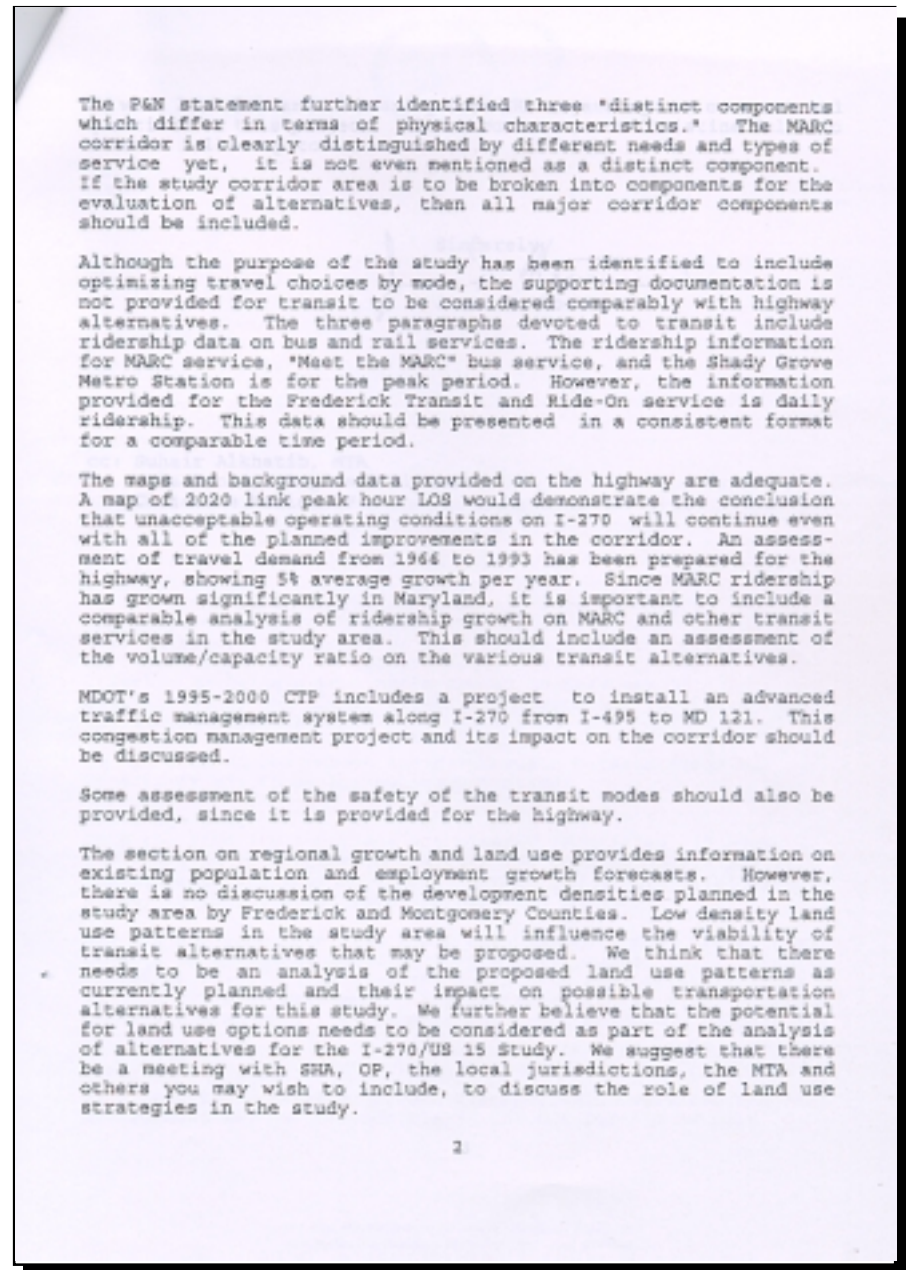 The P&N statement further identified three "distinct components
which differ in terms of physical characteristics." The MARC
corridor is clearly distinguished by different needs and types of
service yet, it is not even mentioned as a distinct component.
If the study corridor area is to be broken into components for the
evaluation of alternatives, then all major corridor components
should be included.
Although the purpose of the study has been identified to include
optimizing travel choices by mode, the supporting documentation is
not provided for transit to be considered comparably with highway
alternatives. The three paragraphs devoted to transit include
ridership data on bus and rail services. The ridership information
for MARC service, "Meet the MARC" bus service, and the Shady Grove
Metro Station is for the peak period. However, the information
provided for the Frederick Transit and Ride-On service is daily
ridership. This data should be presented in a consistent format
for a comparable time period.
cc: Suhair Alkhatib, MTA
The maps and background data provided on the highway are adequate.
A map of 2020 link peak hour LOS would demonstrate the conclusion
that unacceptable operating conditions on I-270 will continue even
with all of the planned improvements in the corridor. An assess-
ment of travel demand from 1966 to 1993 has been prepared for the
highway, showing 5% average growth per year. Since MARC ridership
has grown significantly in Maryland, it is important to include a
comparable analysis of ridership growth on MARC and other transit
services in the study area. This should include an assessment of
the volume/capacity ratio on the various transit alternatives.
MDOT's 1995-2000 CTP includes a project to install an advanced
traffic management system along I-270 from I-495 to MD 121. This
congestion management project and its impact on the corridor should
be discussed.
Some assessment of the safety of the transit modes should also be
provided, since it is provided for the highway.
The section on regional growth and land use provides information on
existing population and employment growth forecasts. However,
there is no discussion of the development densities planned in the
study area by Frederick and Montgomery Counties. Low density land
use patterns in the study area will influence the viability of
transit alternatives that may be proposed. We think that there
needs to be an analysis of the proposed land use patterns as
currently planned and their impact on possible transportation
alternatives for this study. We further believe that the potential
for land use options needs to be considered as part of the analysis
of alternatives for the I-270/US 15 Study. We suggest that there
be a meeting with SHA, OP, the local jurisdictions, the MTA and
others you may wish to include, to discuss the role of land use
strategies in the study.
2